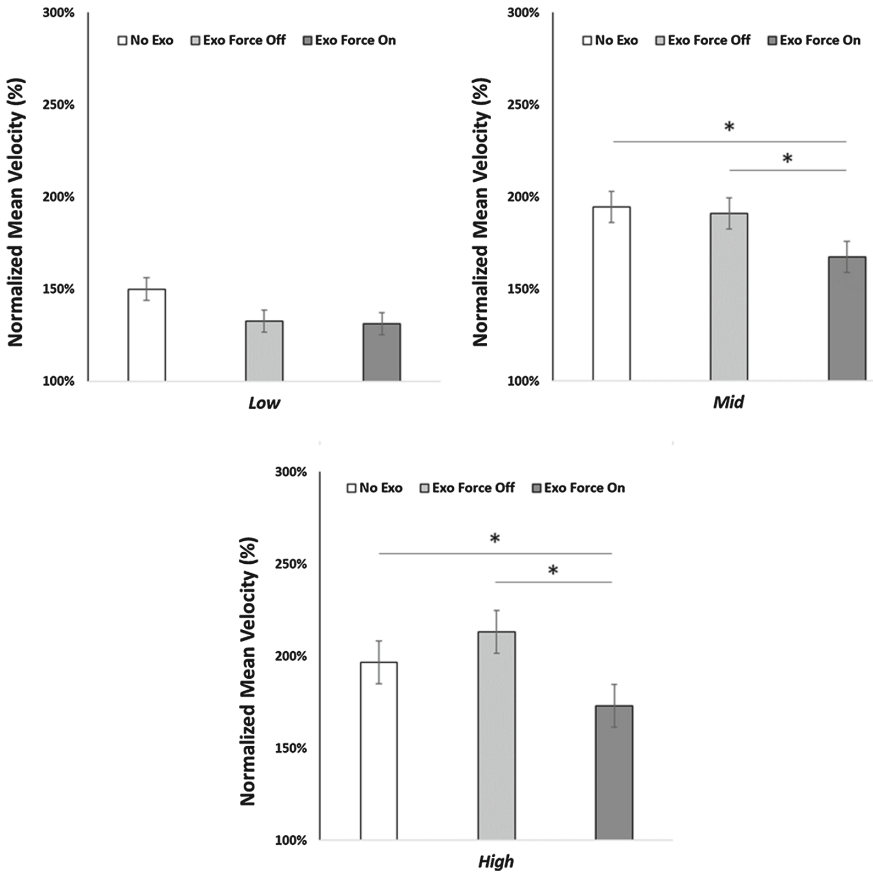 300%
No Exo Exo Force Off Exo Force On
250%
200%
150%
100%
Normalized Mean Velocity (%)
Low
300%
No Exo Exo Force Off Exo Force On
250%
*
*
200%
150%
100%
Normalized Mean Velocity (%)
Mid
300%
No Exo Exo Force Off Exo Force On
250%
*
*
200%
150%
100%
Normalized Mean Velocity (%)
High